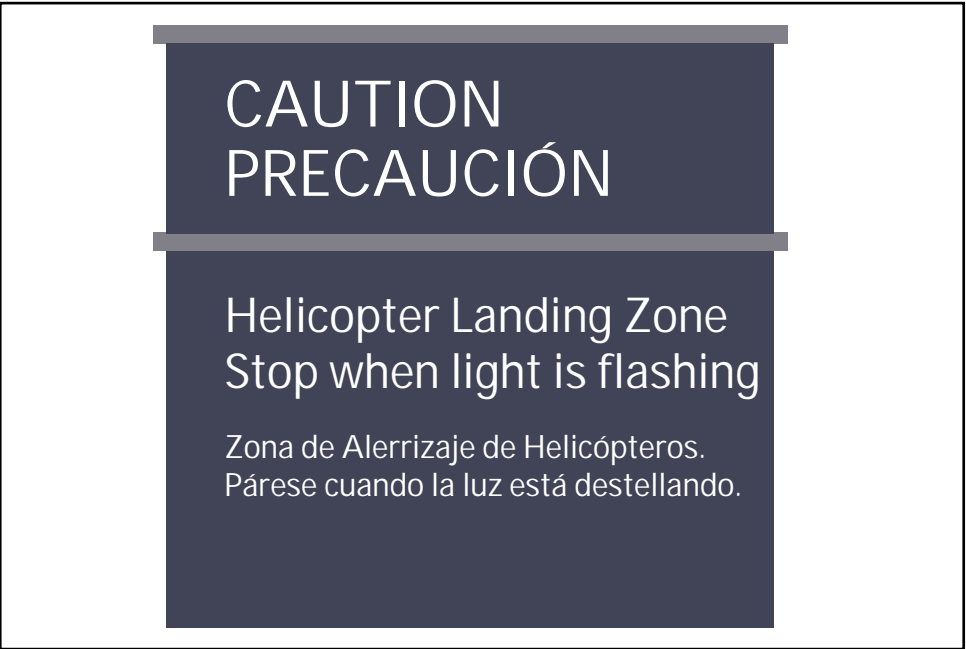 CAUTION
PRECAUCIÓN
Helicopter Landing Zone
Stop when light is flashing
Zona de Alerrizaje de Helicópteros.
Párese cuando la luz está destellando.